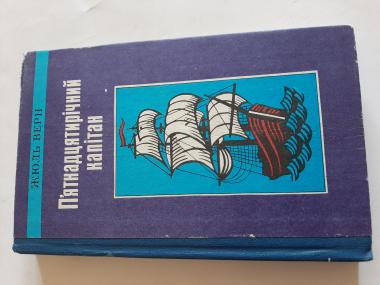 ЖЮЛЬ ВЕРН
П'ятнадцятирічний
капітан